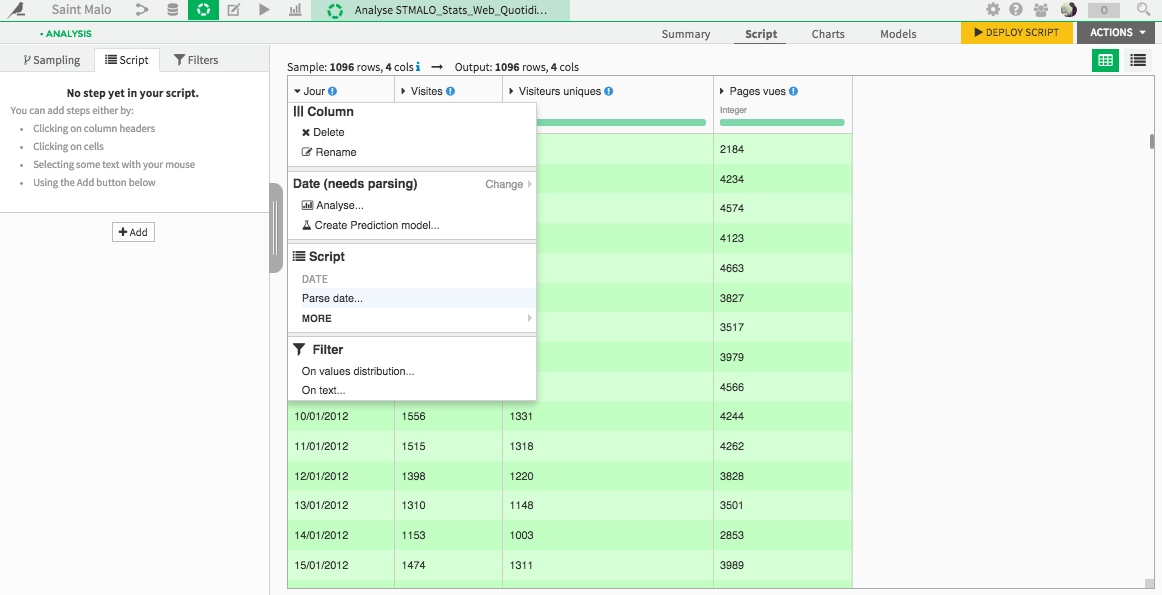 Saint Malo
Analyse STMALO_Stats_Web_Quotidi...
0
• ANALYSIS
Summary Script Charts Models DEPLOY SCRIPT ACTIONS
Sampling Script Filters
No step yet in your script.
You can add steps either by:
• Clicking on column headers
• Clicking on cells
• Selecting some text with your mouse
• Using the Add button below
Add
Sample: 1096 rows, 4 cols → Output: 1096 rows, 4 cols
Jour Visites Visiteurs uniques Pages vues
Integer
Column
Delete
Rename
Date (needs parsing) Change
Analyse...
Create Prediction model...
Script
DATE
Parse date...
MORE
Filter
On values distribution...
On text...
2184
4234
4574
4123
4663
3827
3517
3979
4566
10/01/2012 1556 1331 4244
11/01/2012 1515 1318 4262
12/01/2012 1398 1220 3828
13/01/2012 1310 1148 3501
14/01/2012 1153 1003 2853
15/01/2012 1474 1311 3989